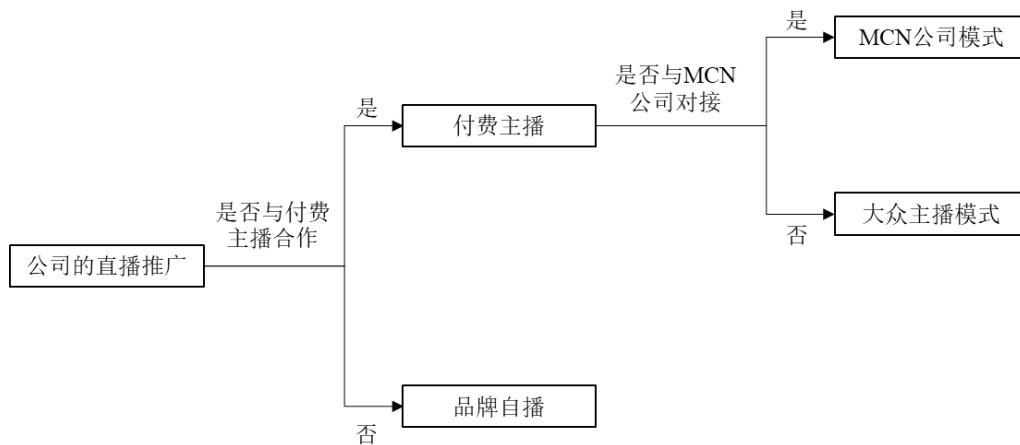 公司的直播推广
是否与付费
主播合作
是
付费主播
否
品牌自播
是否与MCN
公司对接
是
MCN公司模式
否
大众主播模式